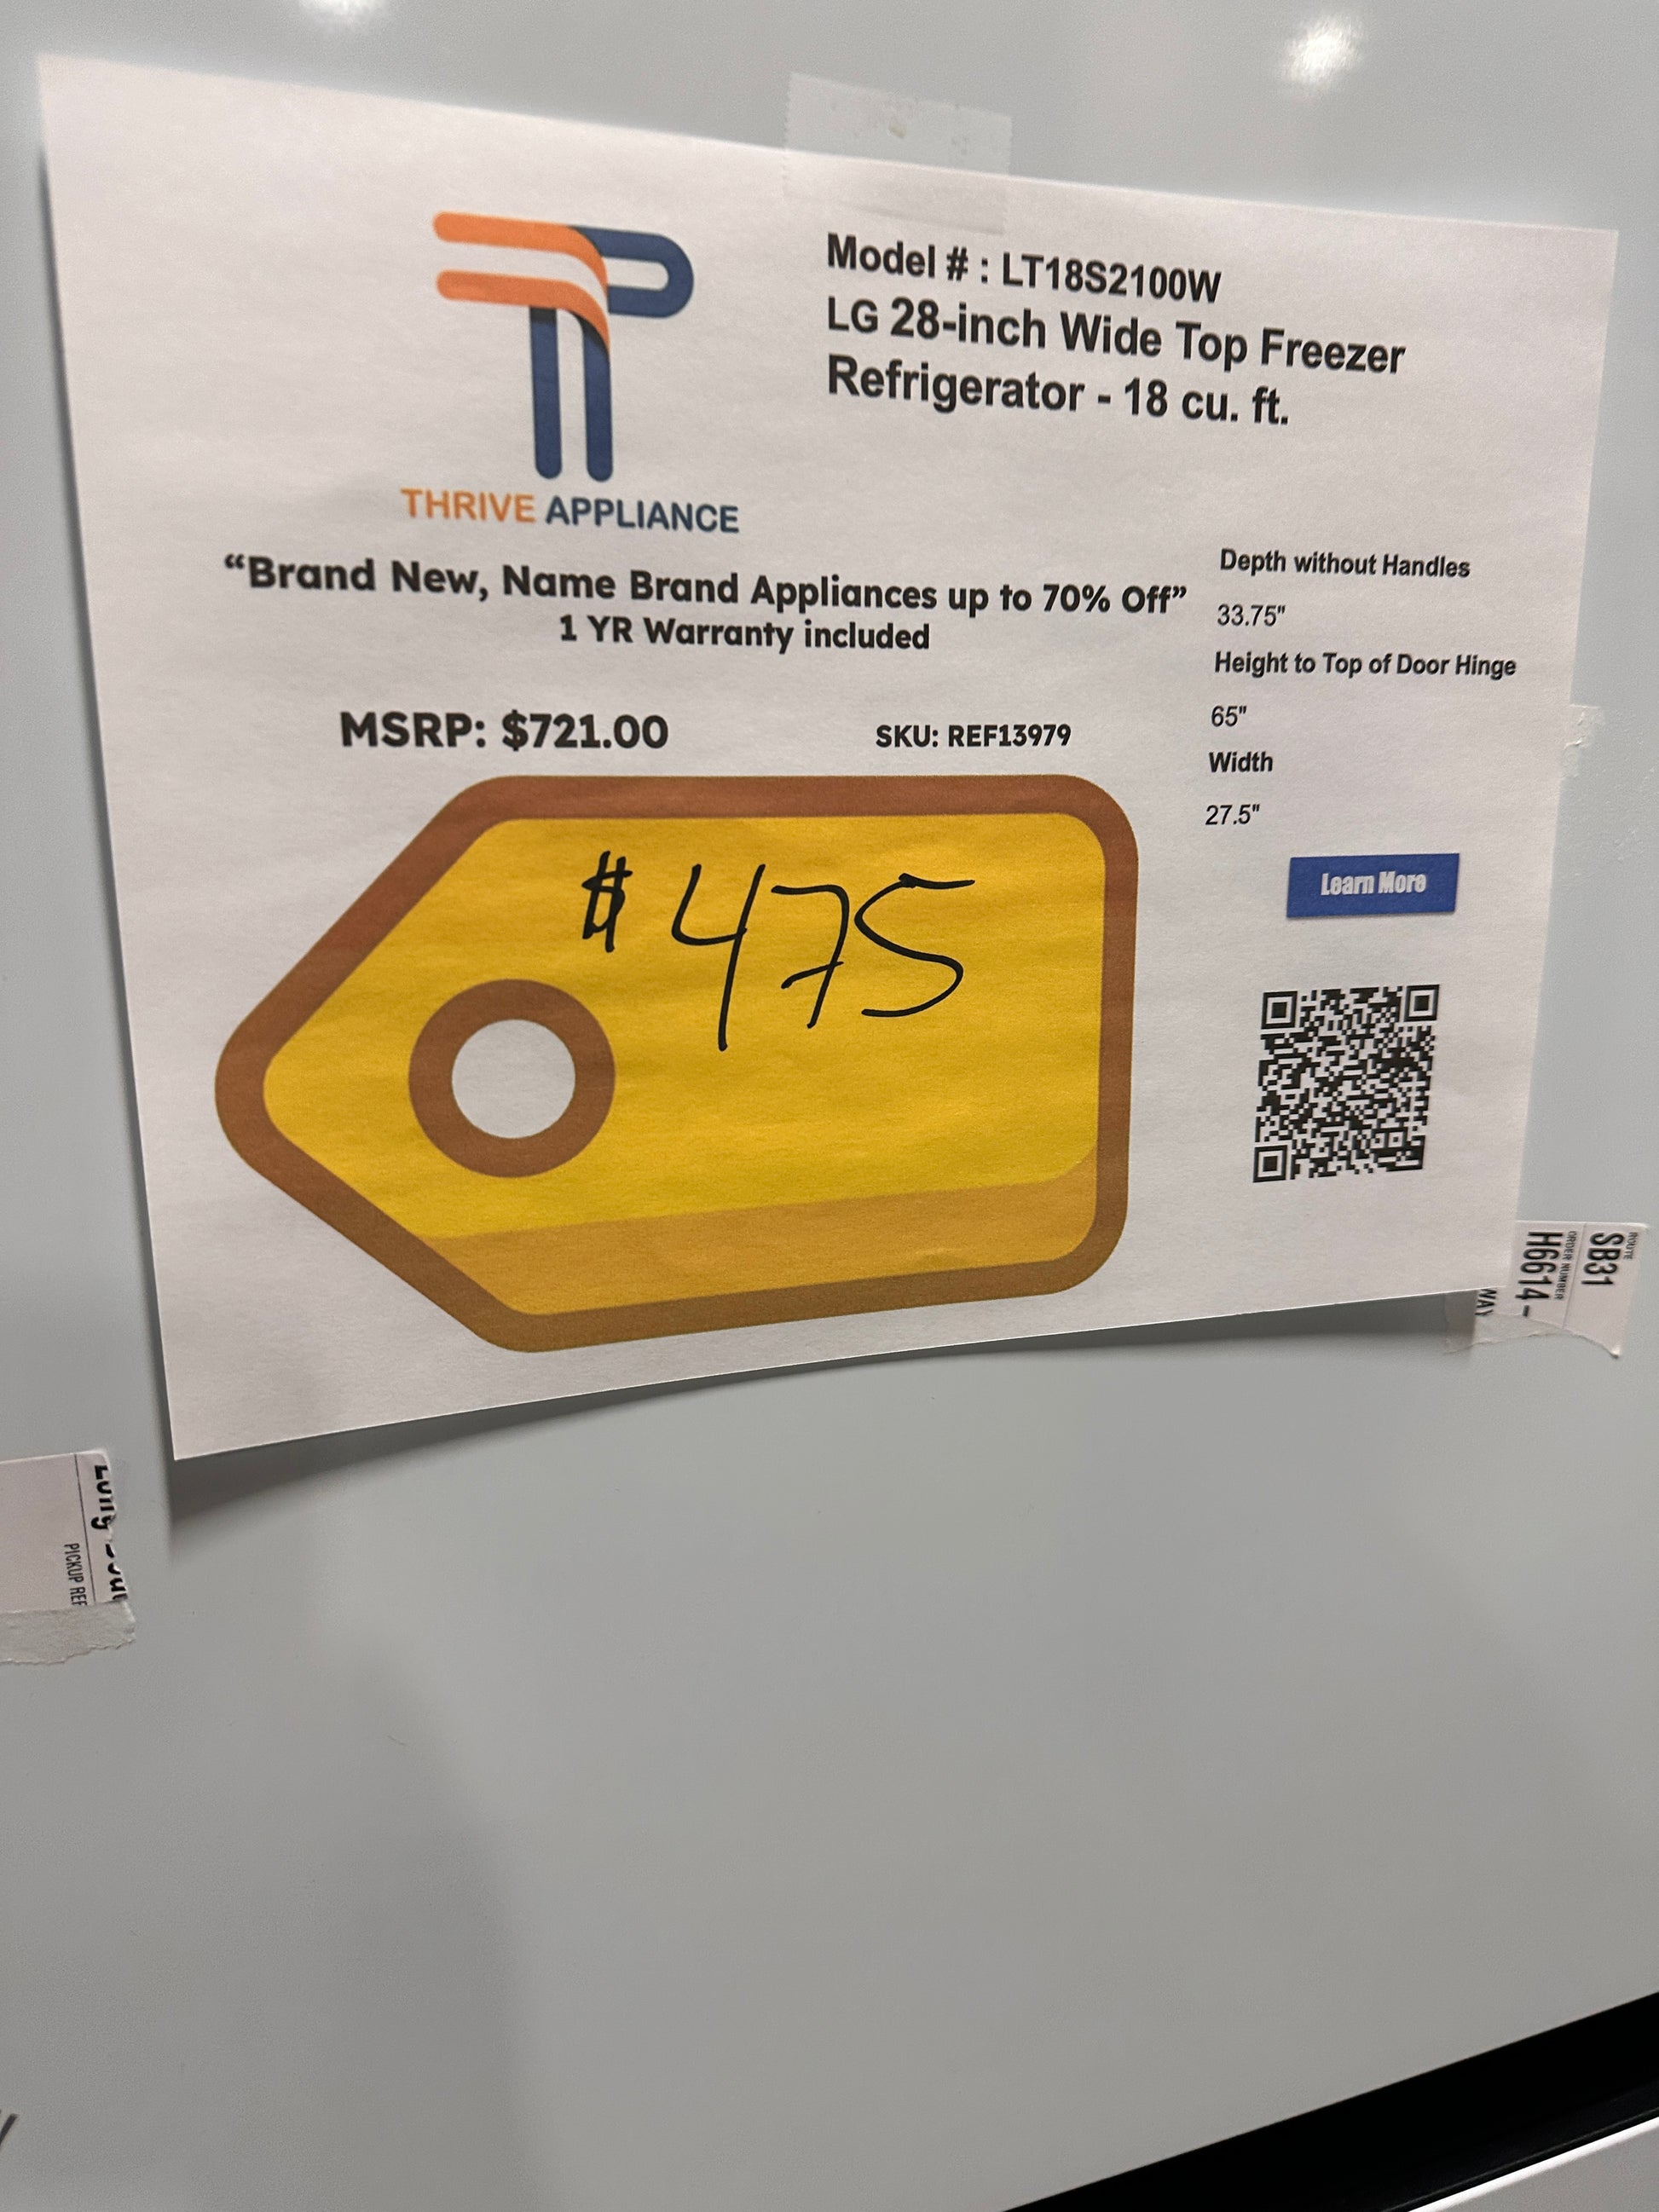 Model # : LT18S2100W
LG 28-inch Wide Top Freezer
Refrigerator - 18 cu. ft.
THRIVE APPLIANCE
“Brand New, Name Brand Appliances up to 70% Off”
1 YR Warranty included
MSRP: $721.00
SKU: REF13979
Depth without Handles
33.75"
Height to Top of Door Hinge
65"
Width
27.5"
Learn More
$475
ROUTE
SB31
ORDER NUMBER
H6614-
PICKUP REF